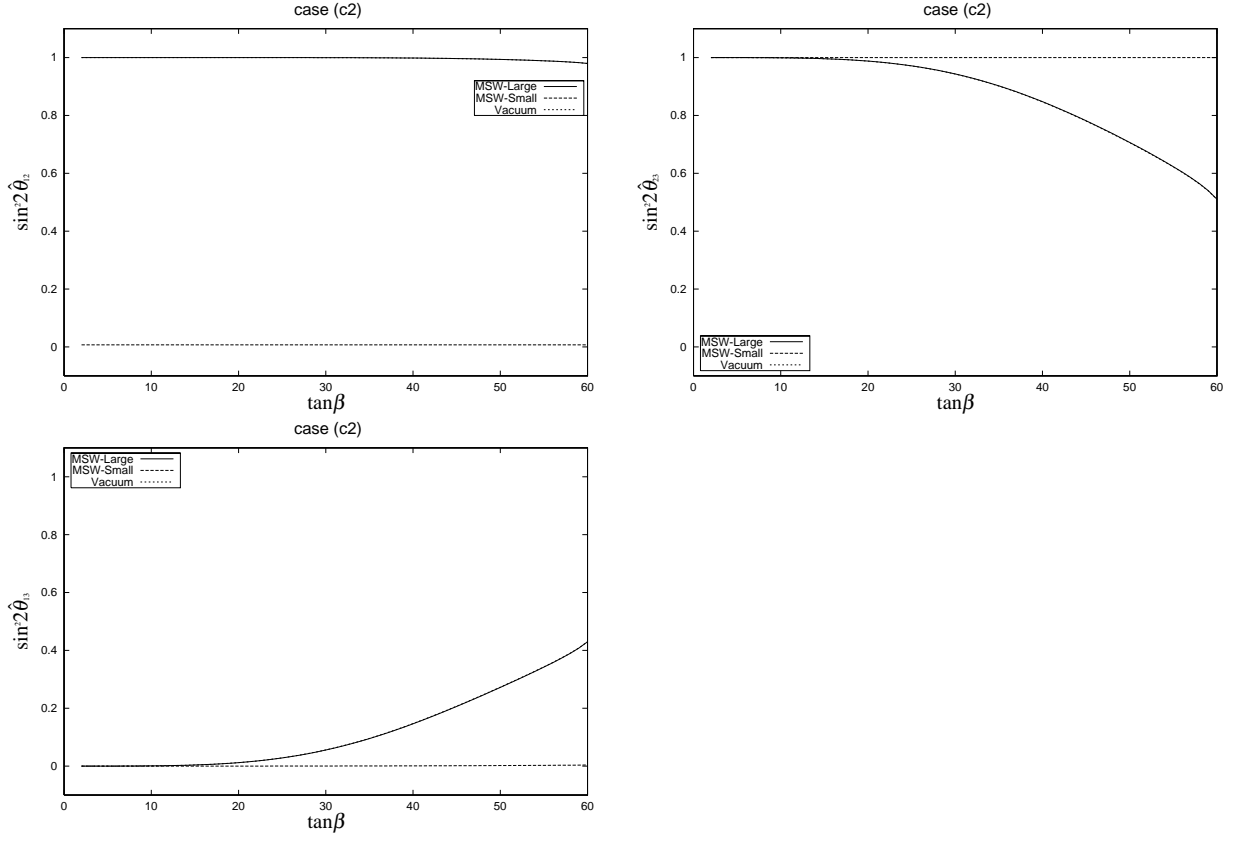 case (c2)
1
0.8
0.6
0.4
0.2
0
sin²2θ̂₁₂
MSW-Large
MSW-Small
Vacuum
0 10 20 30 40 50 60
tanβ
case (c2)
1
0.8
0.6
0.4
0.2
0
sin²2θ̂₂₃
MSW-Large
MSW-Small
Vacuum
0 10 20 30 40 50 60
tanβ
case (c2)
MSW-Large
MSW-Small
Vacuum
1
0.8
0.6
0.4
0.2
0
sin²2θ̂₁₃
0 10 20 30 40 50 60
tanβ